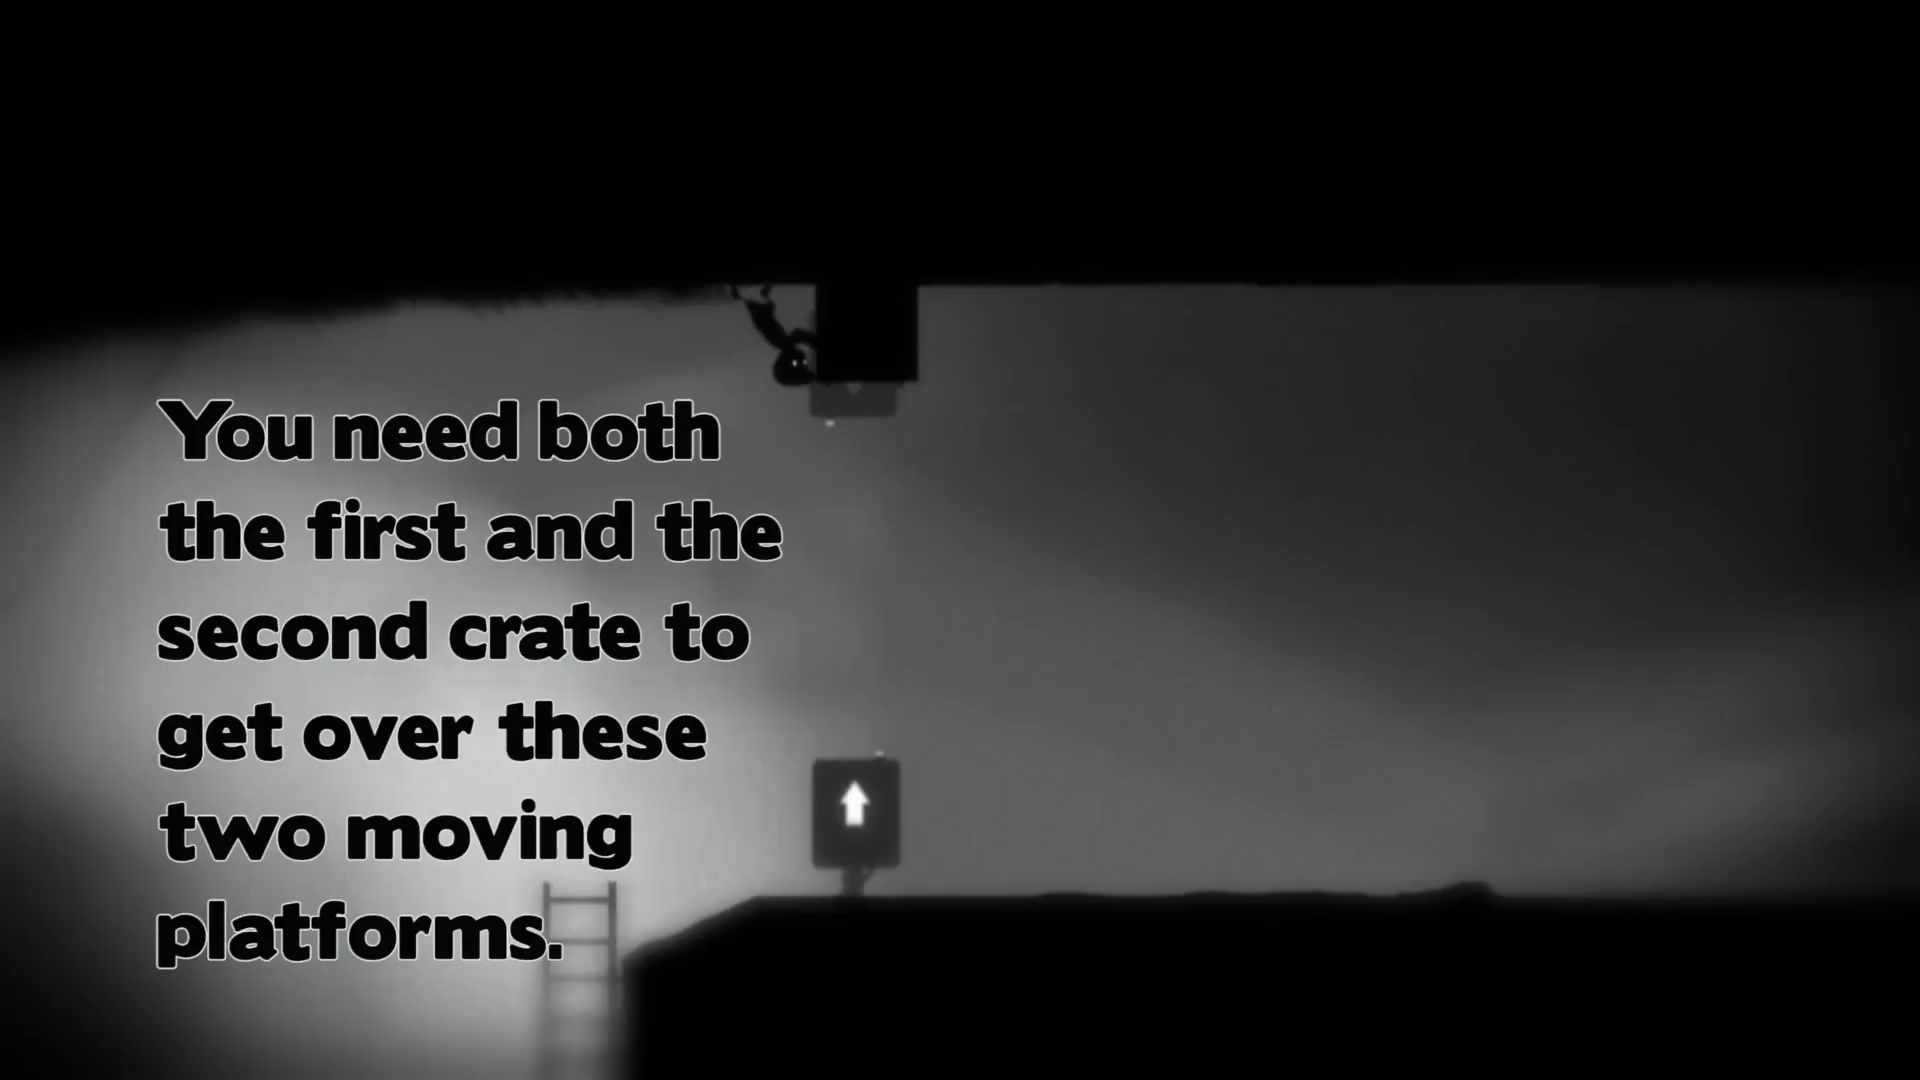 You need both
the first and the
second crate to
get over these
two moving
platforms.